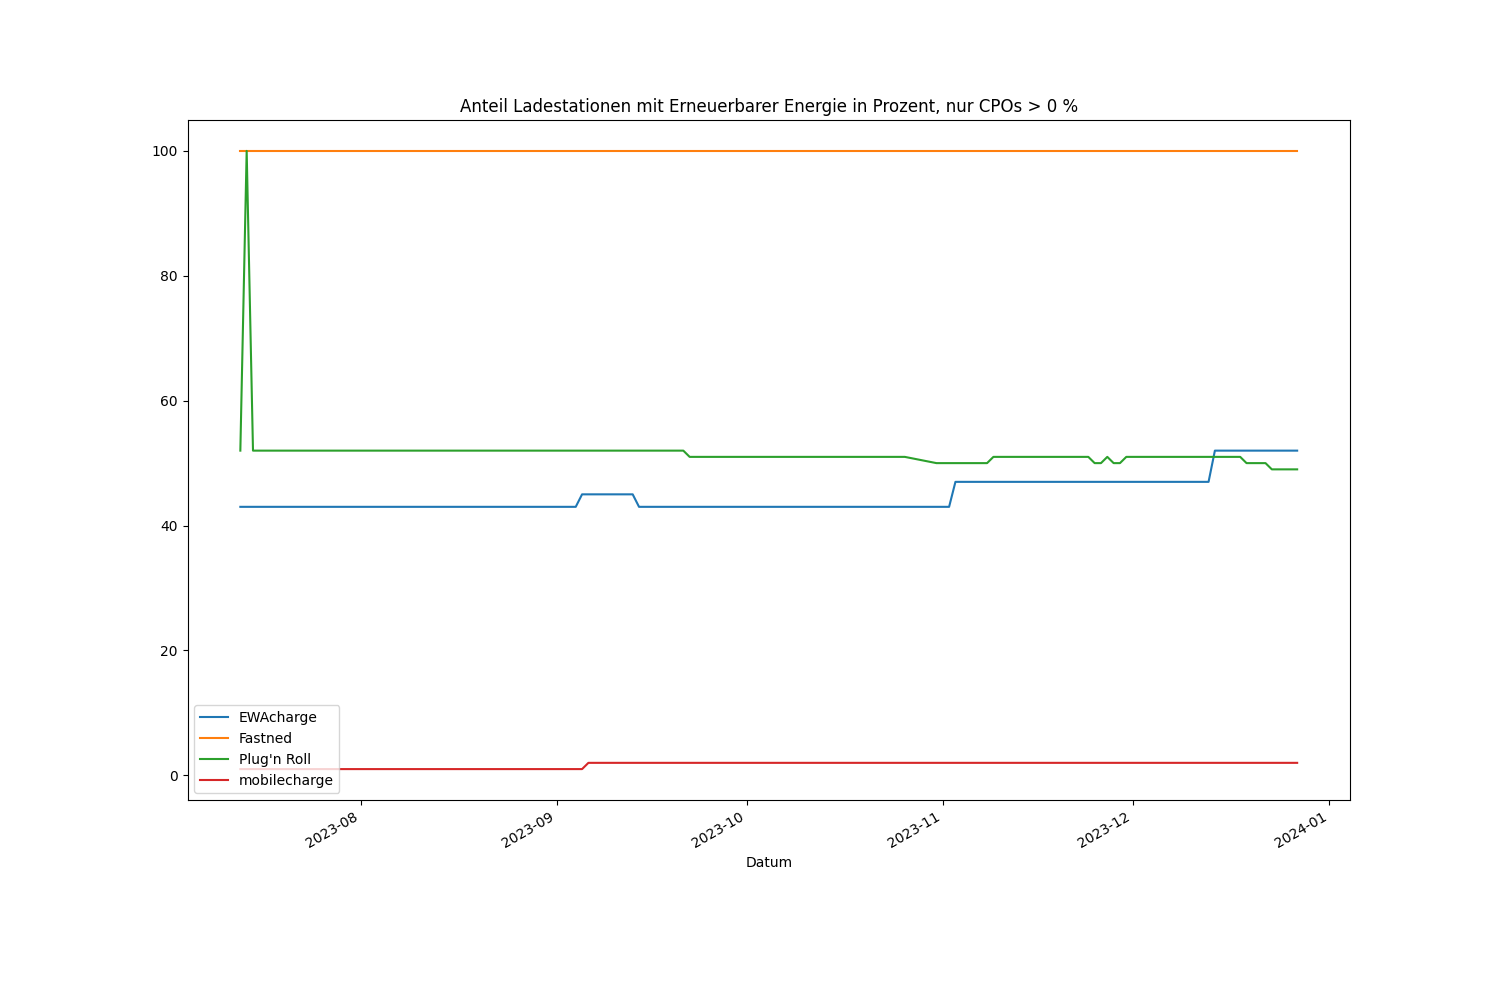 Anteil Ladestationen mit Erneuerbarer Energie in Prozent, nur CPOs > 0 %
100
80
60
40
20
0
EWAcharge
Fastned
Plug'n Roll
mobilecharge
2023-08
2023-09
2023-10
2023-11
2023-12
2024-01
Datum